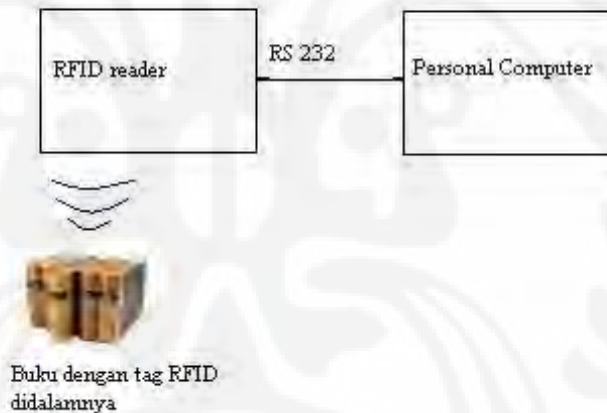 RFID reader
RS 232
Personal Computer
Buku dengan tag RFID
didalamnya